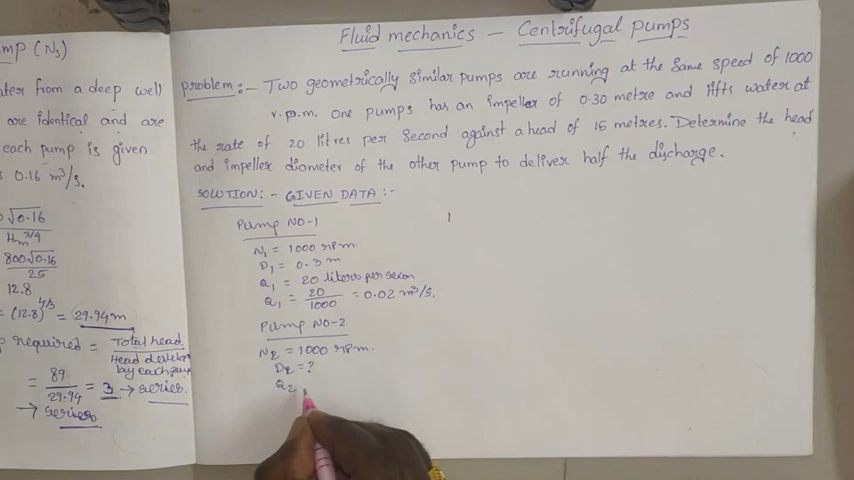 mp (Ns)
ater from a deep well
are identical and are
each pump is given
0.16 m³/s.
√0.16
Hm^3/4
800√0.16
25
12.8
= (12.8)^4/3 = 29.94m
required = Total head
Head develop
by each pump
= 89 = 3 → series.
29.94
→ series
Fluid mechanics - Centrifugal pumps
problem:- Two geometrically similar pumps are running at the same speed of 1000
r.p.m. One pumps has an impeller of 0.30 metre and lifts water at
the rate of 20 litres per second against a head of 15 metres. Determine the head
and impeller diameter of the other pump to deliver half the discharge.
SOLUTION:- GIVEN DATA:-
Pump NO-1
N1 = 1000 rpm
D1 = 0.3 m
Q1 = 20 liters per secon
Q1 = 20/1000 = 0.02 m³/s.
Pump NO-2
N2 = 1000 rpm.
D2 = ?
Q2